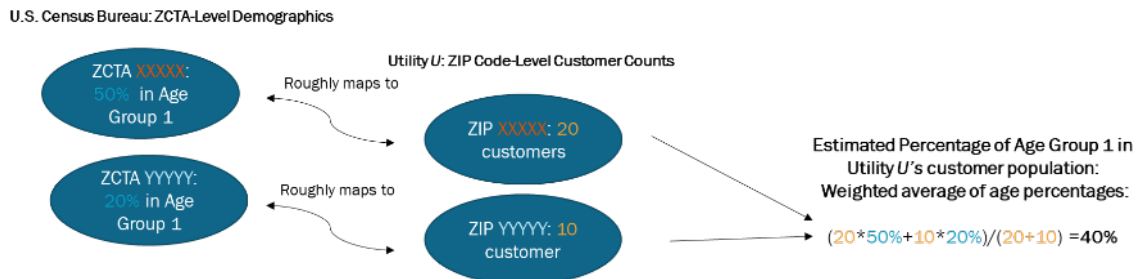 U.S. Census Bureau: ZCTA-Level Demographics
Utility U: ZIP Code-Level Customer Counts
ZCTA XXXXX:
50% in Age
Group 1
Roughly maps to
ZIP XXXXX: 20
customers
ZCTA YYYYY:
20% in Age
Group 1
Roughly maps to
ZIP YYYYY: 10
customer
Estimated Percentage of Age Group 1 in
Utility U's customer population:
Weighted average of age percentages:
(20*50%+10*20%)/(20+10) =40%